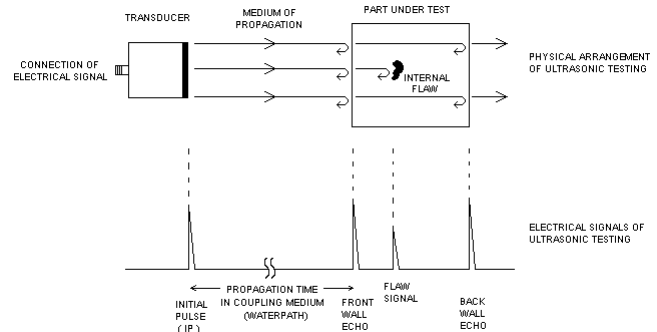 TRANSDUCER
MEDIUM OF
PROPAGATION
PART UNDER TEST
CONNECTION OF
ELECTRICAL SIGNAL
INTERNAL
FLAW
PHYSICAL ARRANGEMENT
OF ULTRASONIC TESTING
ELECTRICAL SIGNALS OF
ULTRASONIC TESTING
PROPAGATION TIME
IN COUPLING MEDIUM
(WATERPATH)
INITIAL
PULSE
( IP )
FRONT
WALL
ECHO
FLAW
SIGNAL
BACK
WALL
ECHO